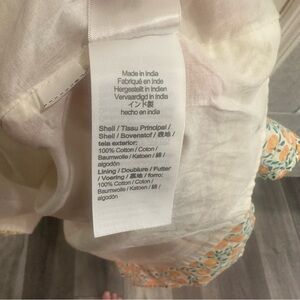 Made in India
Fabriqué en Inde
Hergestellt in Indien
Vervaardigd in India
インド製
hecho en india
Shell / Tissu Principal /
Shell / Bovenstof / 表地 /
tela exterior:
100% Cotton / Coton /
Baumwolle / Katoen / 綿 /
algodón
Lining / Doublure / Futter
/ Voering / 裏地 / forro:
100% Cotton / Coton /
Baumwolle / Katoen / 綿 /
algodón